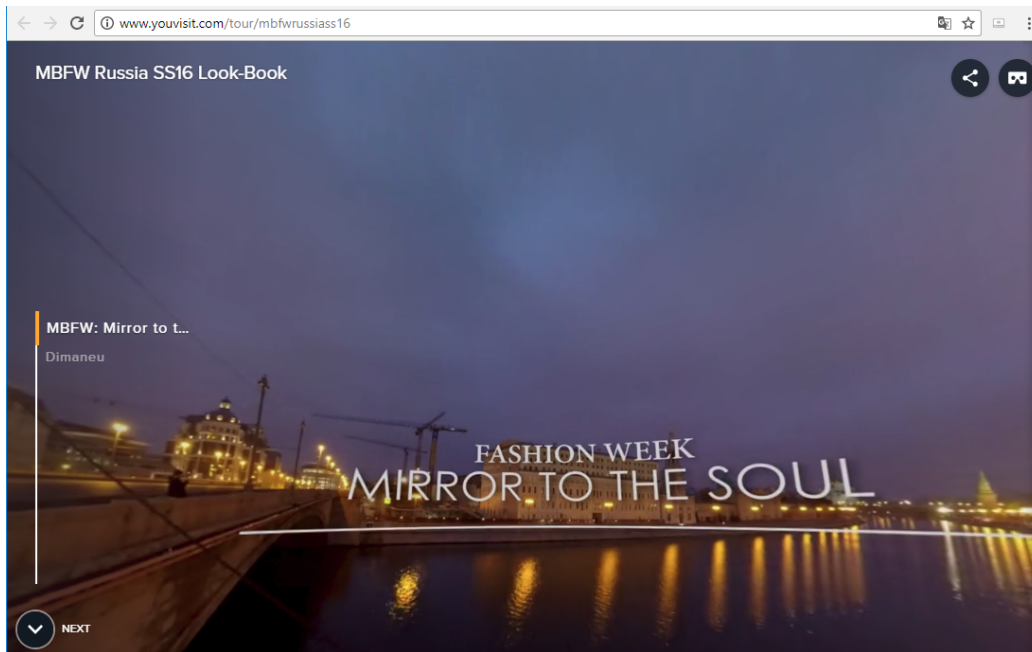 www.youvisit.com/tour/mbfwrussiass16
MBFW Russia SS16 Look-Book
MBFW: Mirror to t...
Dimaneu
FASHION WEEK
MIRROR TO THE SOUL
NEXT